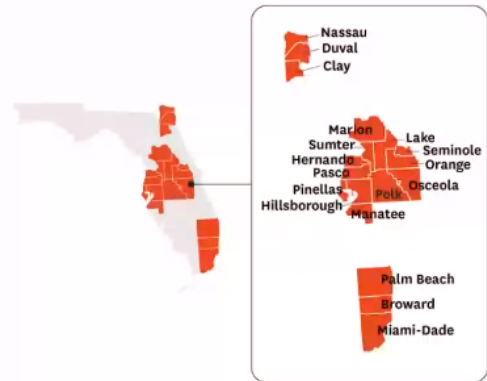 Nassau
Duval
Clay
Marion
Lake
Sumter
Seminole
Hernando
Orange
Pasco
Osceola
Pinellas
Polk
Hillsborough
Manatee
Palm Beach
Broward
Miami-Dade